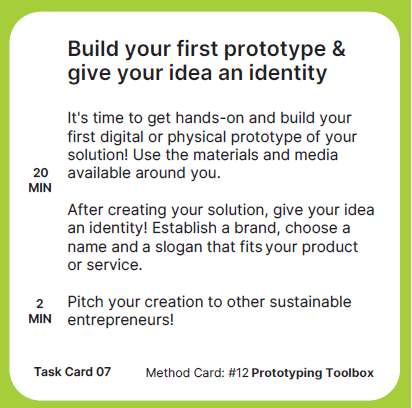 Build your first prototype &
give your idea an identity
It's time to get hands-on and build your
first digital or physical prototype of your
solution! Use the materials and media
20
available around you.
MIN
After creating your solution, give your idea
an identity! Establish a brand, choose a
name and a slogan that fits your product
or service.
2
Pitch your creation to other sustainable
MIN
entrepreneurs!
Task Card 07
Method Card: #12 Prototyping Toolbox